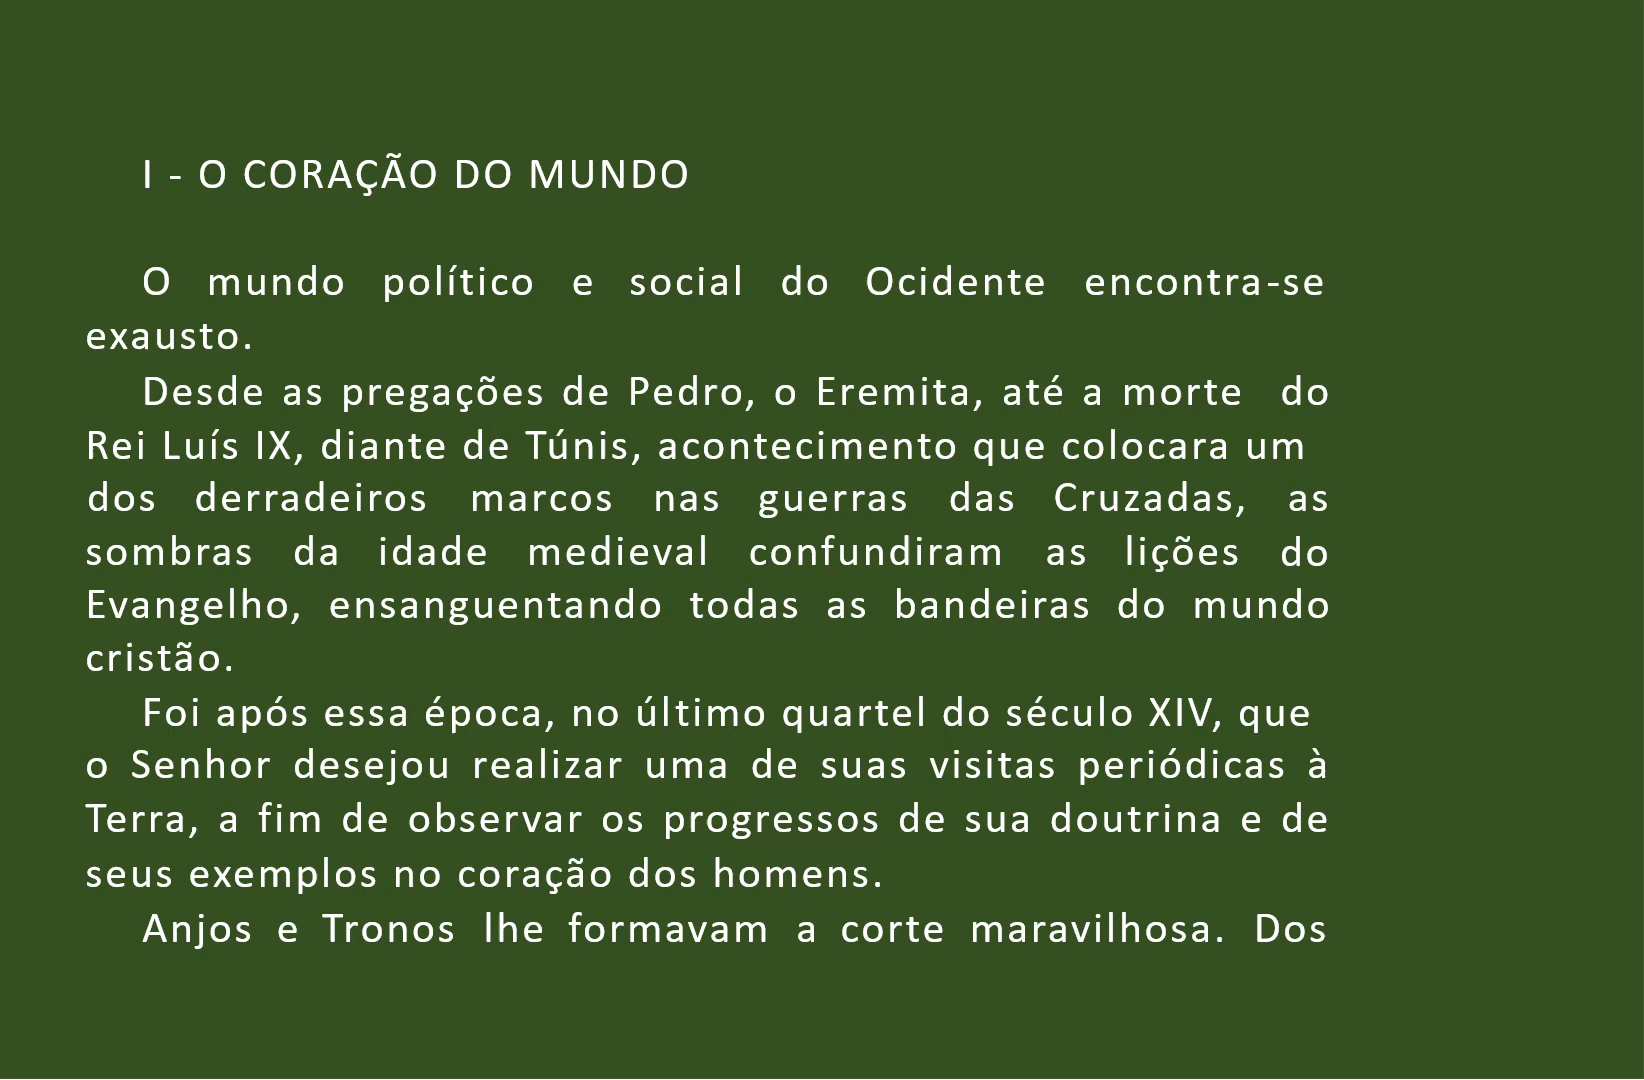 I - O CORAÇÃO DO MUNDO
O mundo político e social do Ocidente encontra-se
exausto.
Desde as pregações de Pedro, o Eremita, até a morte do
Rei Luís IX, diante de Túnis, acontecimento que colocara um
dos derradeiros marcos nas guerras das Cruzadas, as
sombras da idade medieval confundiram as lições do
Evangelho, ensanguentando todas as bandeiras do mundo
cristão.
Foi após essa época, no último quartel do século XIV, que
o Senhor desejou realizar uma de suas visitas periódicas à
Terra, a fim de observar os progressos de sua doutrina e de
seus exemplos no coração dos homens.
Anjos e Tronos lhe formavam a corte maravilhosa. Dos